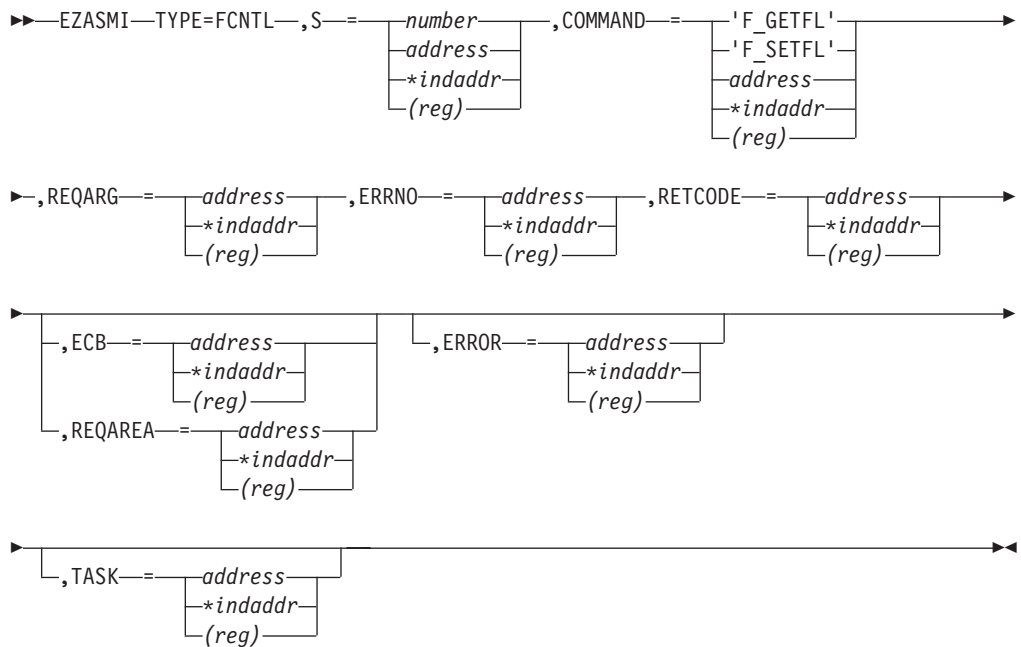 EZASMI TYPE=FCNTL ,S = number ,COMMAND = 'F_GETFL'
address 'F_SETFL'
*indaddr address
(reg) *indaddr
(reg)
,REQARG = address ,ERRNO = address ,RETCODE = address
*indaddr *indaddr *indaddr
(reg) (reg) (reg)
,ECB = address ,ERROR = address
*indaddr *indaddr
(reg) (reg)
,REQAREA = address
*indaddr
(reg)
,TASK = address
*indaddr
(reg)